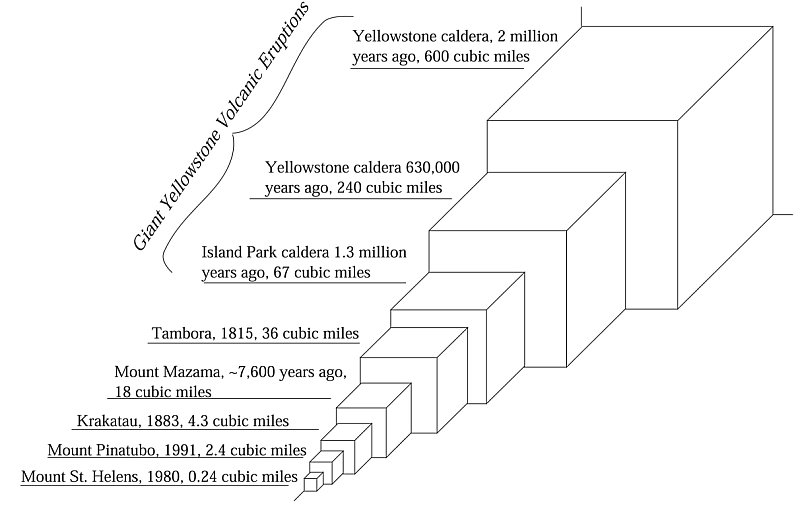 Giant Yellowstone Volcanic Eruptions
Yellowstone caldera, 2 million
years ago, 600 cubic miles
Yellowstone caldera 630,000
years ago, 240 cubic miles
Island Park caldera 1.3 million
years ago, 67 cubic miles
Tambora, 1815, 36 cubic miles
Mount Mazama, ~7,600 years ago,
18 cubic miles
Krakatau, 1883, 4.3 cubic miles
Mount Pinatubo, 1991, 2.4 cubic miles
Mount St. Helens, 1980, 0.24 cubic miles